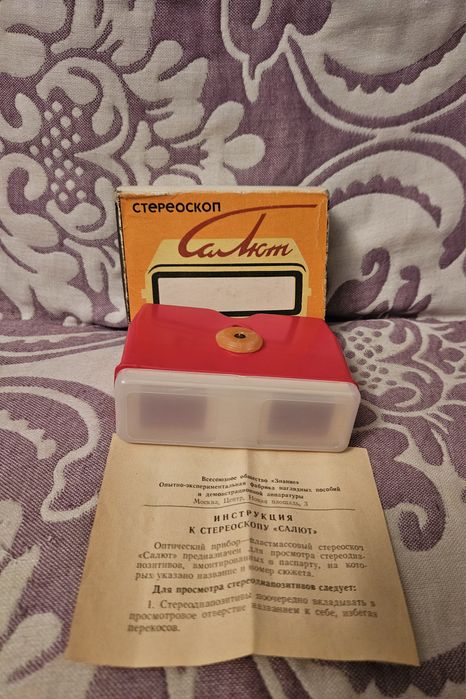 СТЕРЕОСКОП
Салют
Всесоюзное общество «Знание»
Опытно-экспериментальная фабрика наглядных пособий
и демонстрационной аппаратуры
Москва, Центр, Новая площадь, 3
ИНСТРУКЦИЯ
К СТЕРЕОСКОПУ «САЛЮТ»
Оптический прибор—пластмассовый стереоскоп
«Салют» предназначен для просмотра стереодиа-
позитивов, вмонтированных в паспарту, на ко-
рых указано название и номер сюжета.
Для просмотра стереодиапозитивов следует:
1. Стереодиапозитивы поочередно вкладывать в
просмотровое отверстие названием к себе, избегая
перекосов.